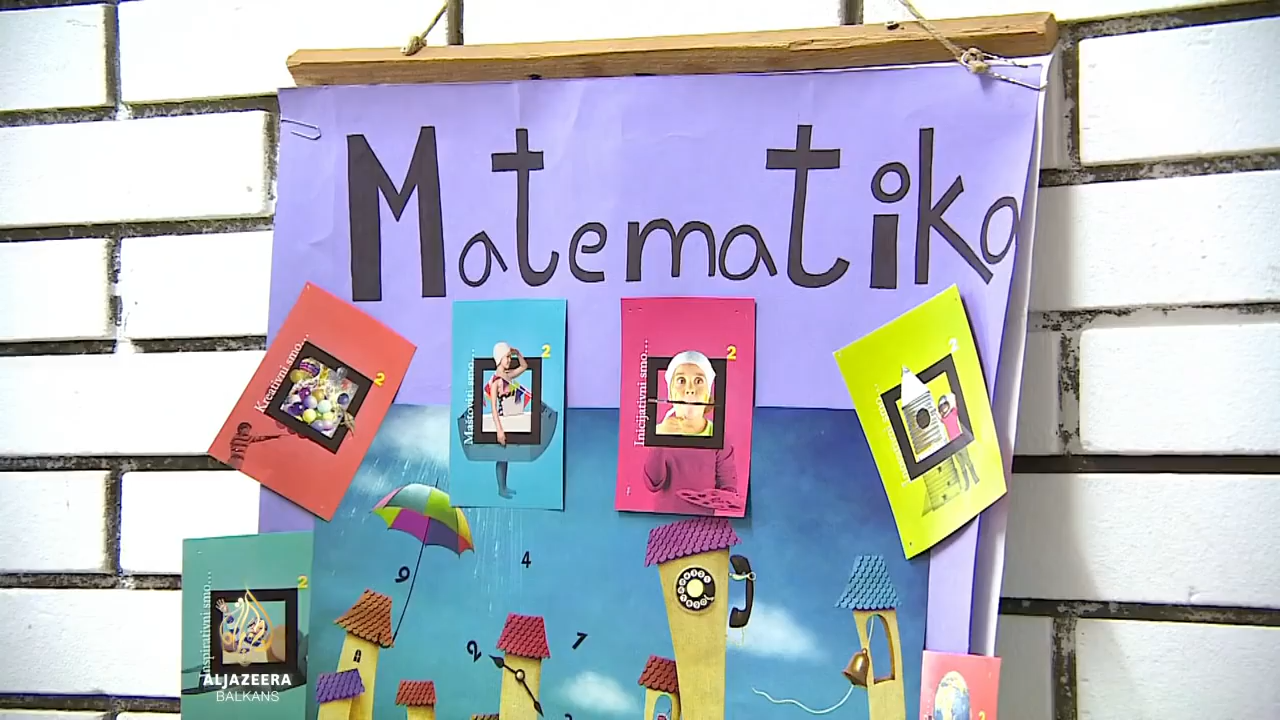 Matematika
Kreativni smo...
2
Maštoviti smo...
2
Inicijativni smo...
2
2
4
9
2
7
Inspirativni smo...
2
ALJAZEERA
BALKANS
2